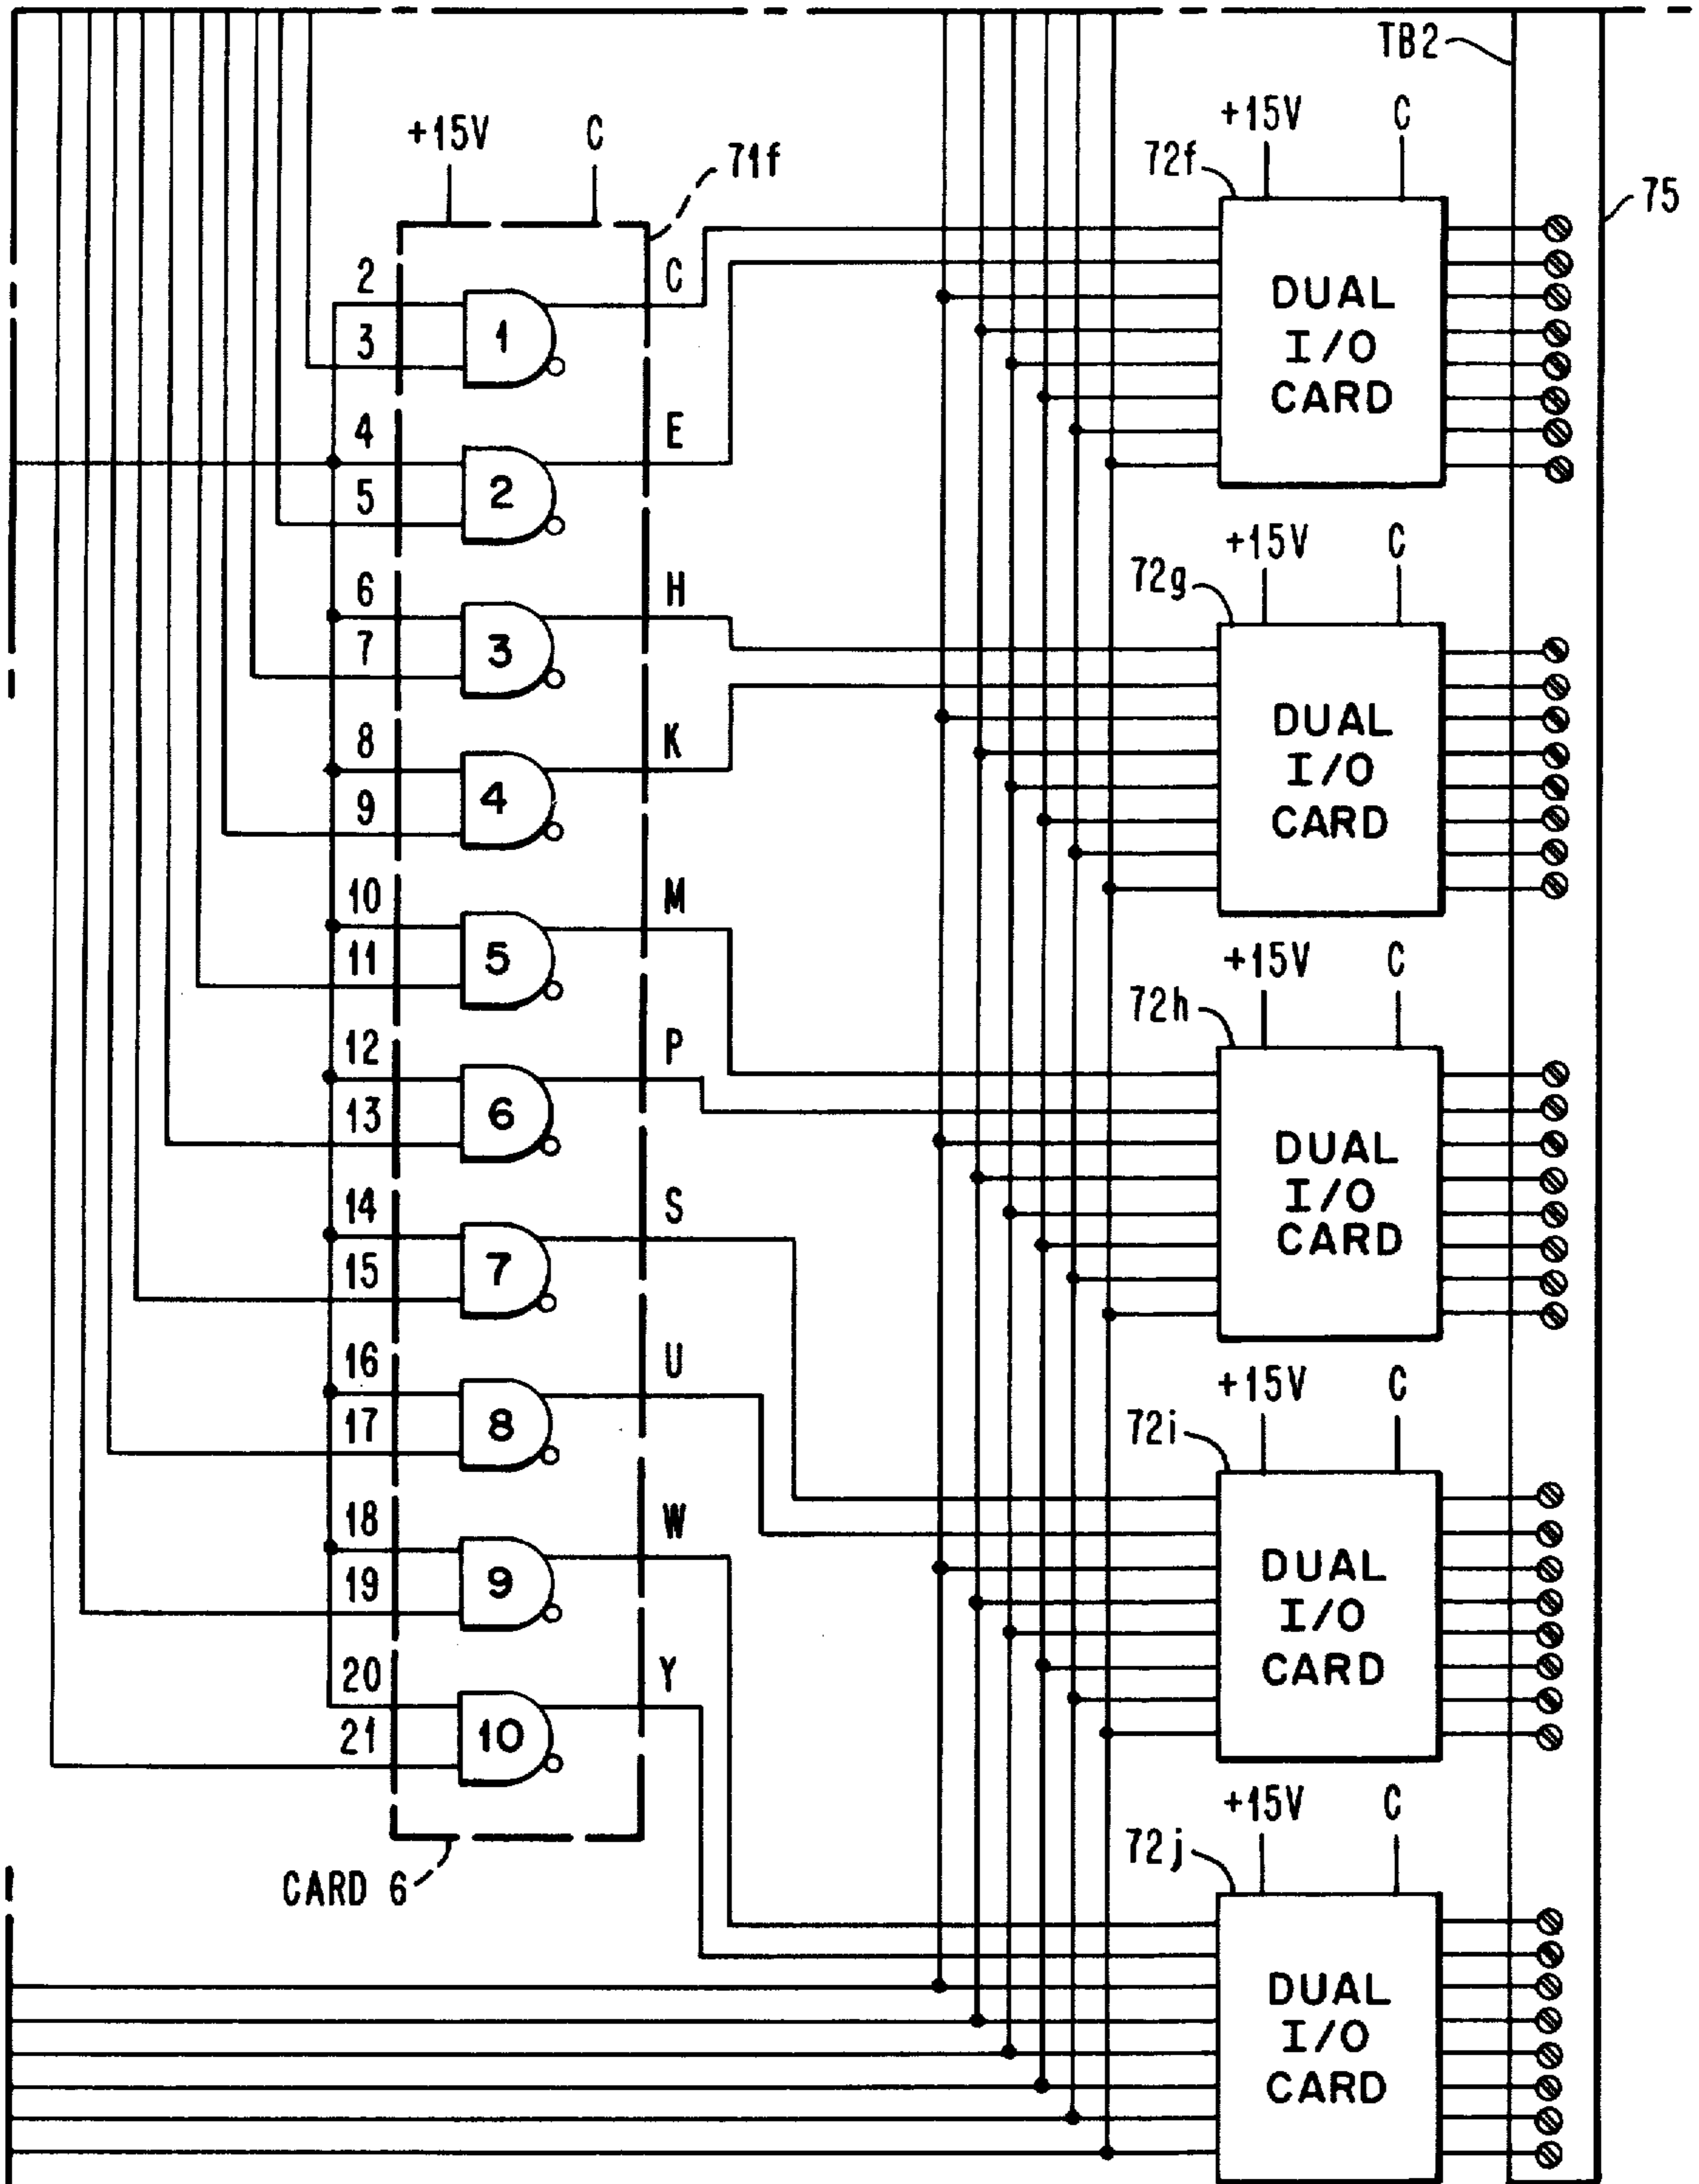 TB2
75
+15V C
71f
2
3
4
5
6
7
8
9
10
11
12
13
14
15
16
17
18
19
20
21
1
2
3
4
5
6
7
8
9
10
C
E
H
K
M
P
S
U
W
Y
CARD 6
+15V C
72f
DUAL
I/O
CARD
+15V C
72g
DUAL
I/O
CARD
+15V C
72h
DUAL
I/O
CARD
+15V C
72i
DUAL
I/O
CARD
+15V C
72j
DUAL
I/O
CARD